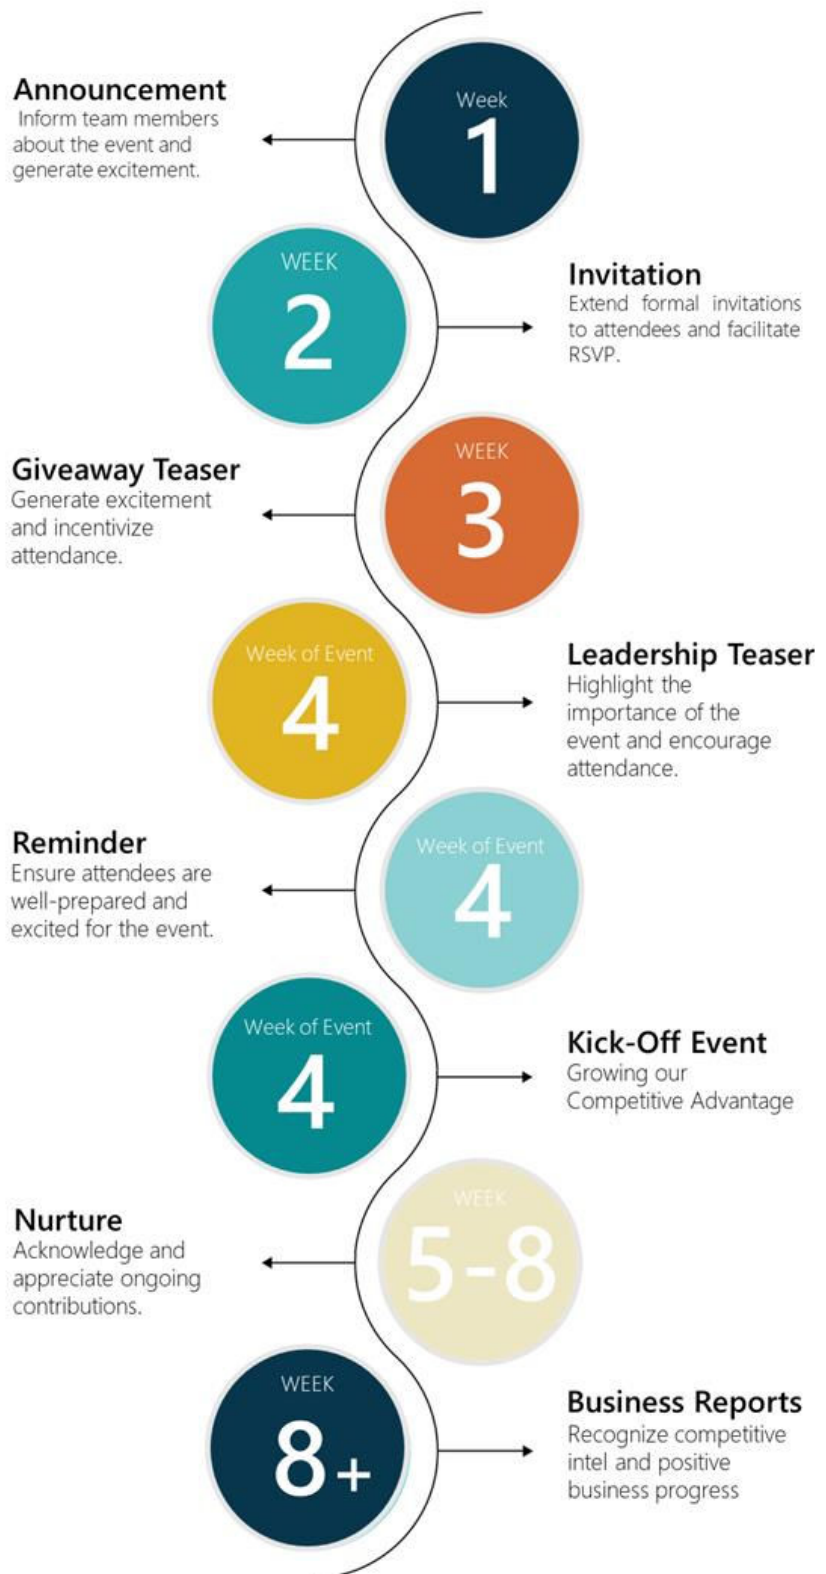 Announcement
Inform team members
about the event and
generate excitement.
Week
1
WEEK
2
Invitation
Extend formal invitations
to attendees and facilitate
RSVP.
Giveaway Teaser
Generate excitement
and incentivize
attendance.
WEEK
3
Week of Event
4
Leadership Teaser
Highlight the
importance of the
event and encourage
attendance.
Reminder
Ensure attendees are
well-prepared and
excited for the event.
Week of Event
4
Week of Event
4
Kick-Off Event
Growing our
Competitive Advantage
Nurture
Acknowledge and
appreciate ongoing
contributions.
WEEK
5-8
WEEK
8+
Business Reports
Recognize competitive
intel and positive
business progress